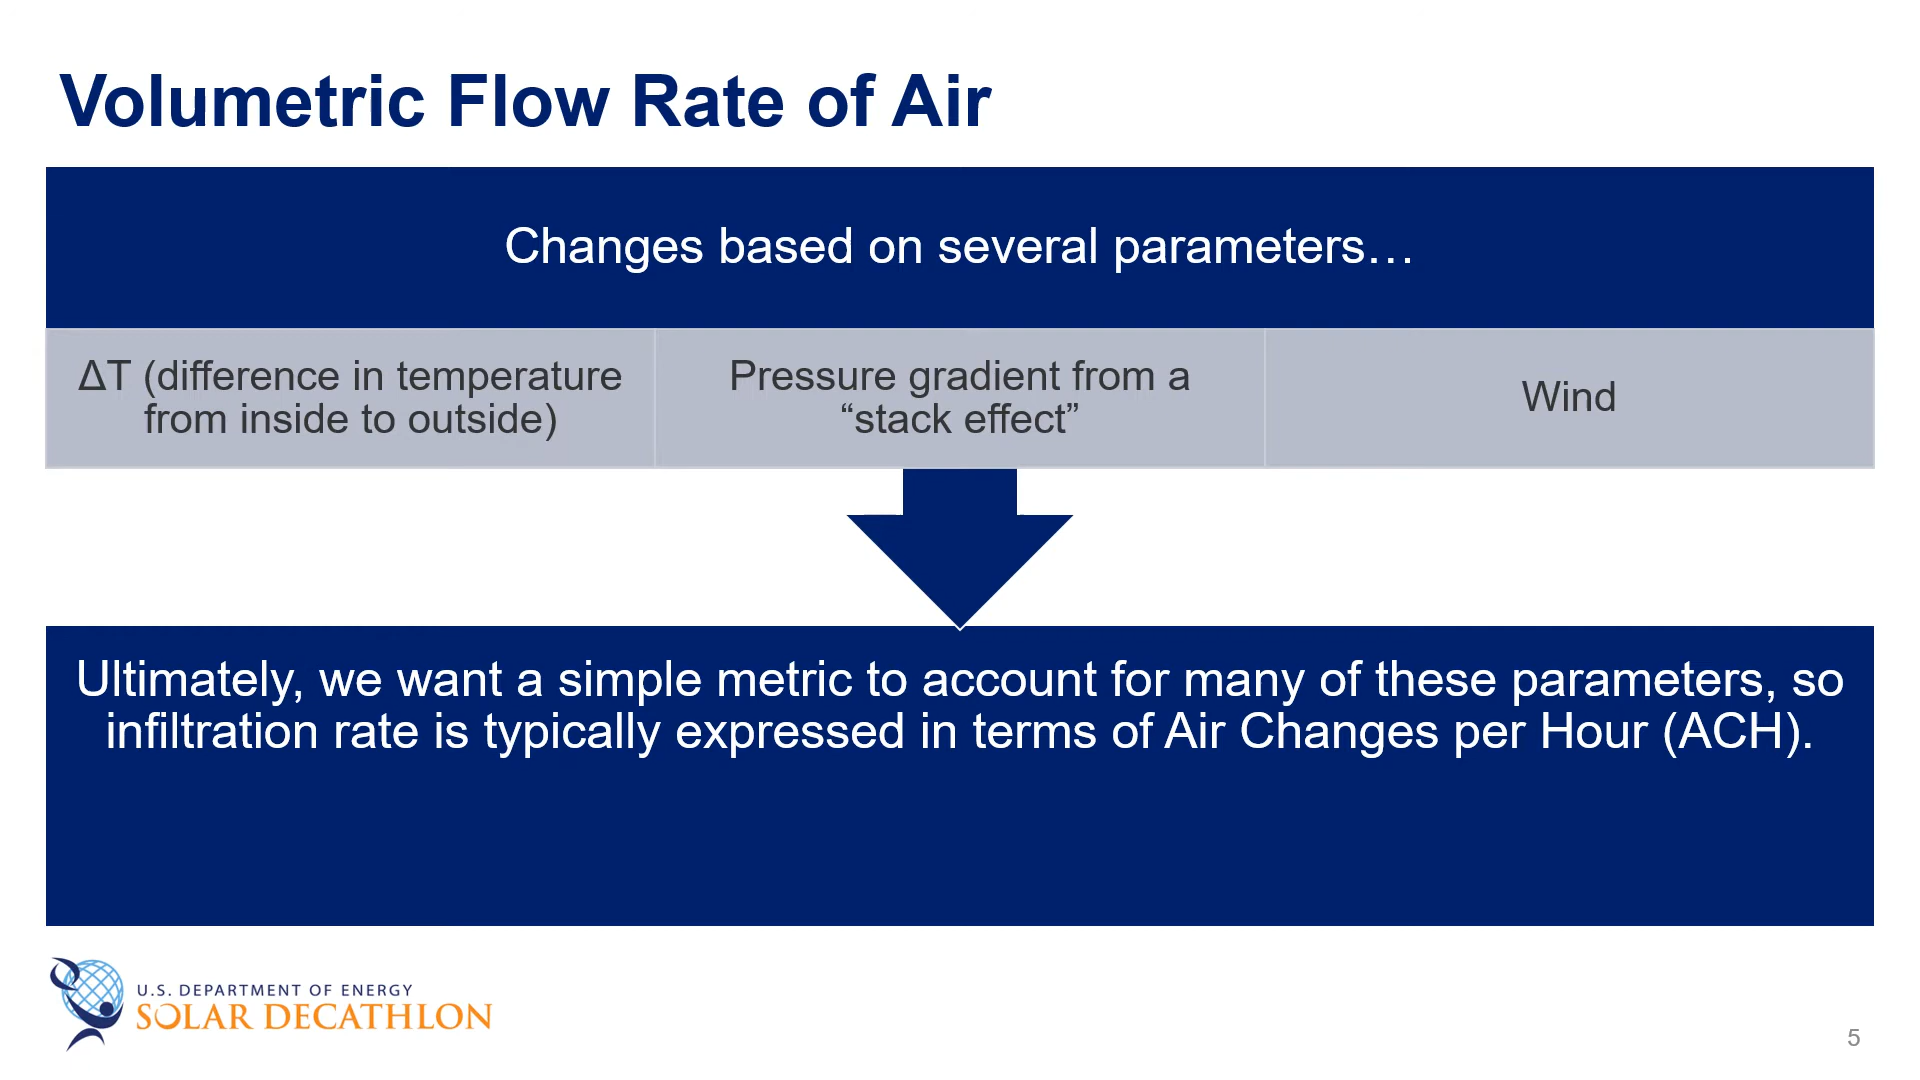 Volumetric Flow Rate of Air
Changes based on several parameters…
ΔT (difference in temperature
from inside to outside)
Pressure gradient from a
“stack effect”
Wind
Ultimately, we want a simple metric to account for many of these parameters, so
infiltration rate is typically expressed in terms of Air Changes per Hour (ACH).
U.S. DEPARTMENT OF ENERGY
SOLAR DECATHLON
5